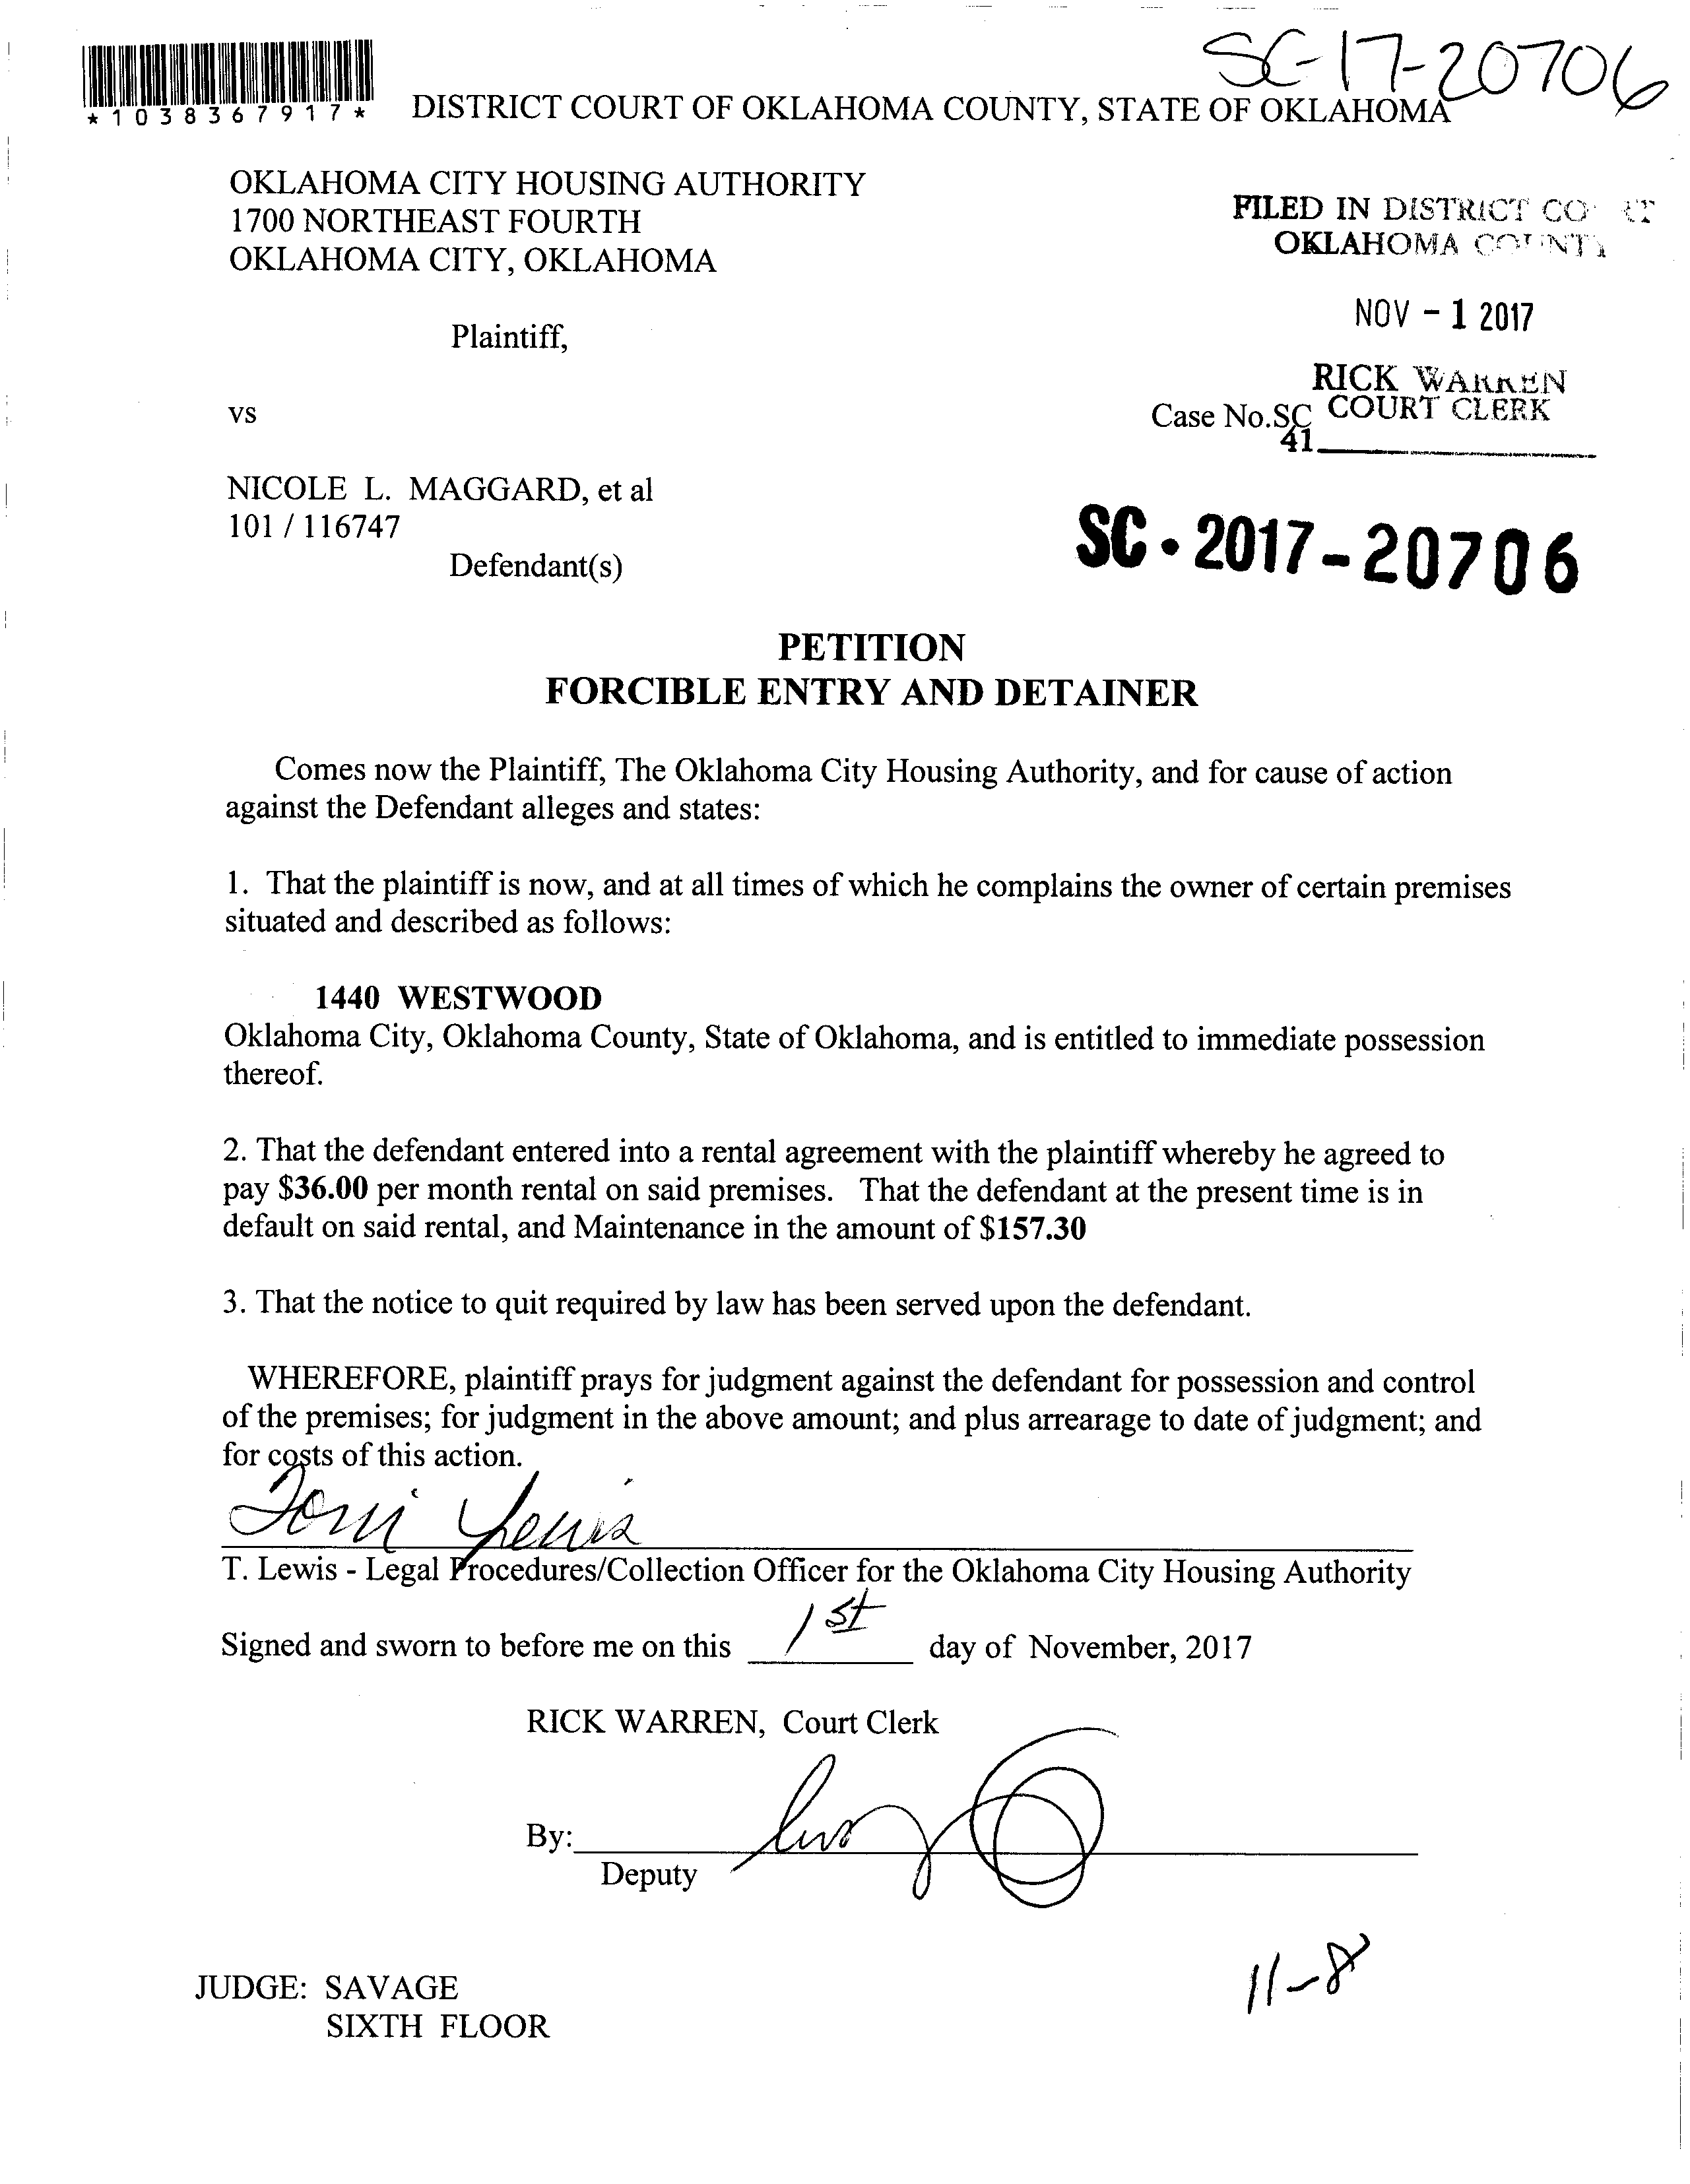 SC-17-20706
*1038367917*
DISTRICT COURT OF OKLAHOMA COUNTY, STATE OF OKLAHOMA
OKLAHOMA CITY HOUSING AUTHORITY
1700 NORTHEAST FOURTH
OKLAHOMA CITY, OKLAHOMA
Plaintiff,
FILED IN DISTRICT COURT
OKLAHOMA COUNTY
NOV - 1 2017
RICK WARREN
COURT CLERK
vs
Case No.SC
41
NICOLE L. MAGGARD, et al
101 / 116747
Defendant(s)
SC • 2017-20706
PETITION
FORCIBLE ENTRY AND DETAINER
Comes now the Plaintiff, The Oklahoma City Housing Authority, and for cause of action
against the Defendant alleges and states:
1. That the plaintiff is now, and at all times of which he complains the owner of certain premises
situated and described as follows:
1440 WESTWOOD
Oklahoma City, Oklahoma County, State of Oklahoma, and is entitled to immediate possession
thereof.
2. That the defendant entered into a rental agreement with the plaintiff whereby he agreed to
pay $36.00 per month rental on said premises. That the defendant at the present time is in
default on said rental, and Maintenance in the amount of $157.30
3. That the notice to quit required by law has been served upon the defendant.
WHEREFORE, plaintiff prays for judgment against the defendant for possession and control
of the premises; for judgment in the above amount; and plus arrearage to date of judgment; and
for costs of this action.
Toni Lewis
T. Lewis - Legal Procedures/Collection Officer for the Oklahoma City Housing Authority
Signed and sworn to before me on this 1st day of November, 2017
RICK WARREN, Court Clerk
By:
Deputy
11-8
JUDGE: SAVAGE
SIXTH FLOOR